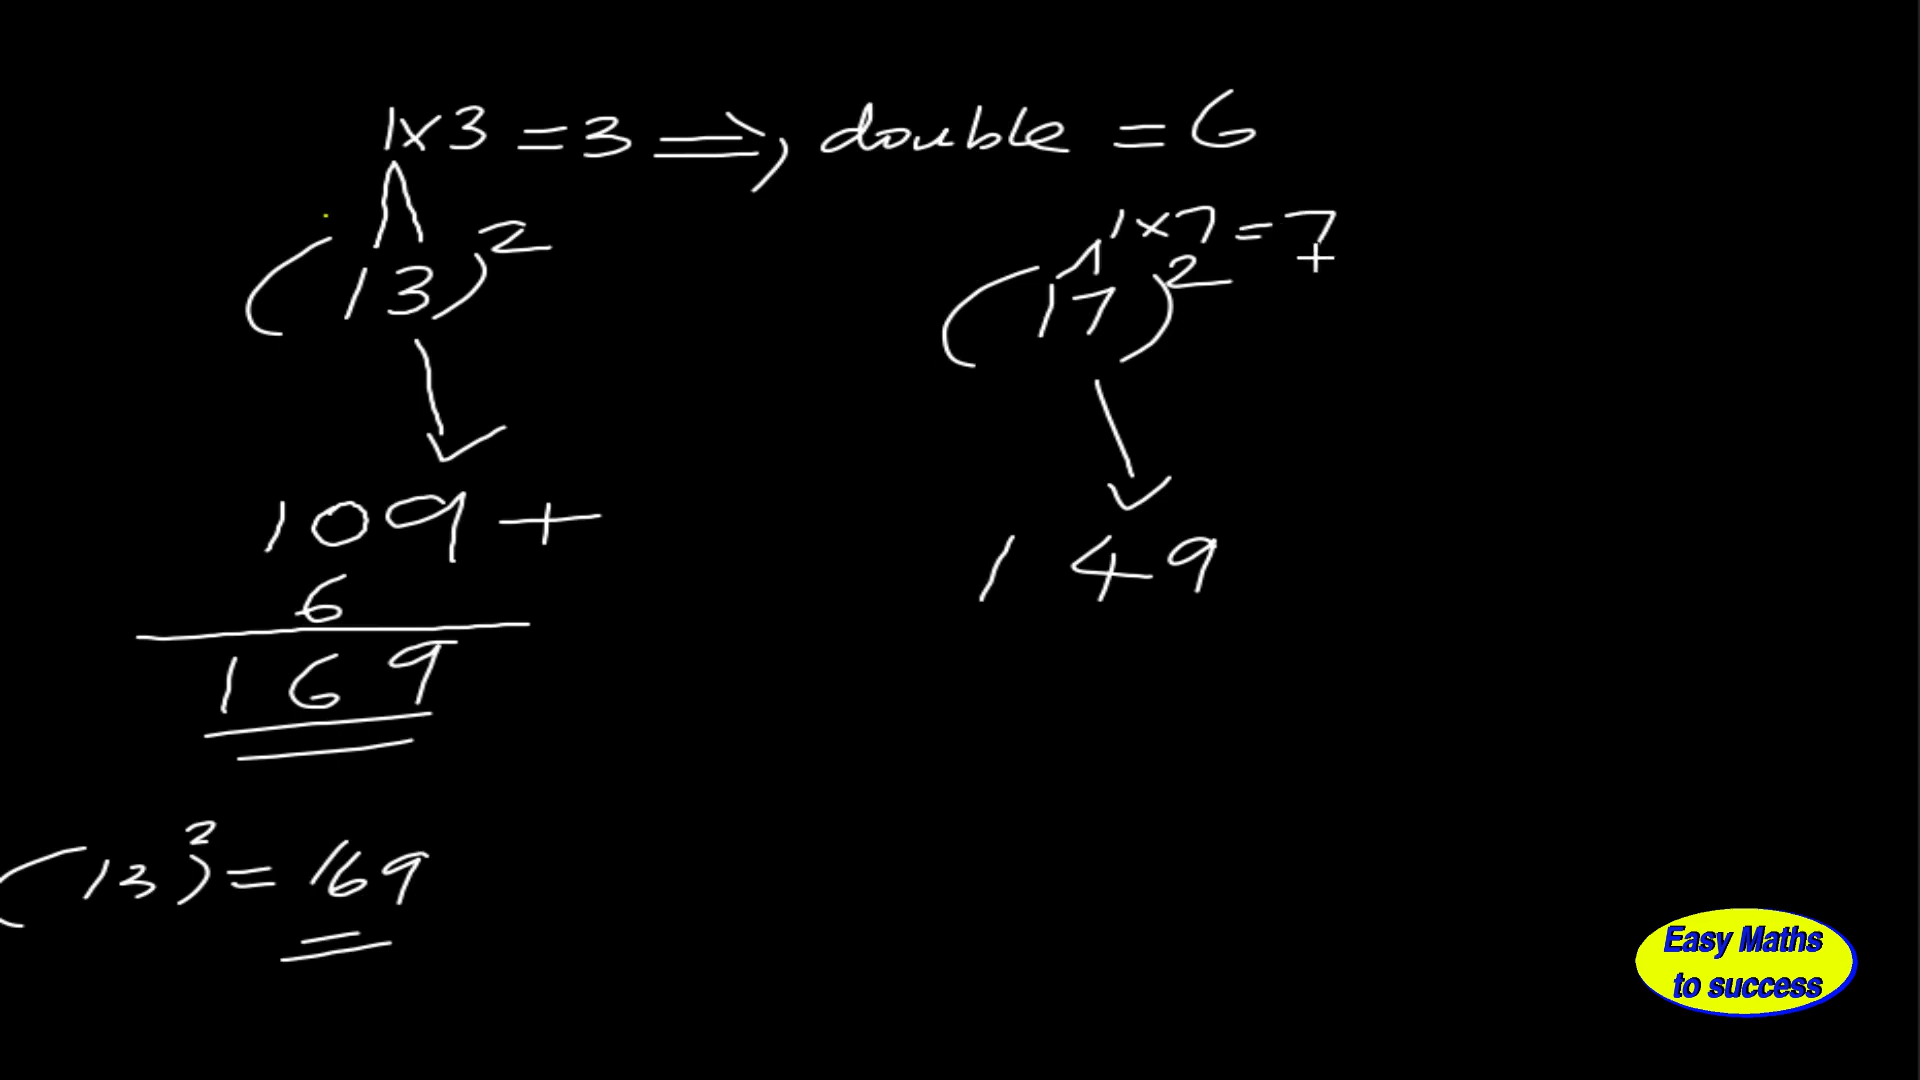 1x3 = 3 ⟹, double = 6
1x7 = 7
(13)²
(17)²
109 +
6
169
149
(13)² = 169
Easy Maths
to success